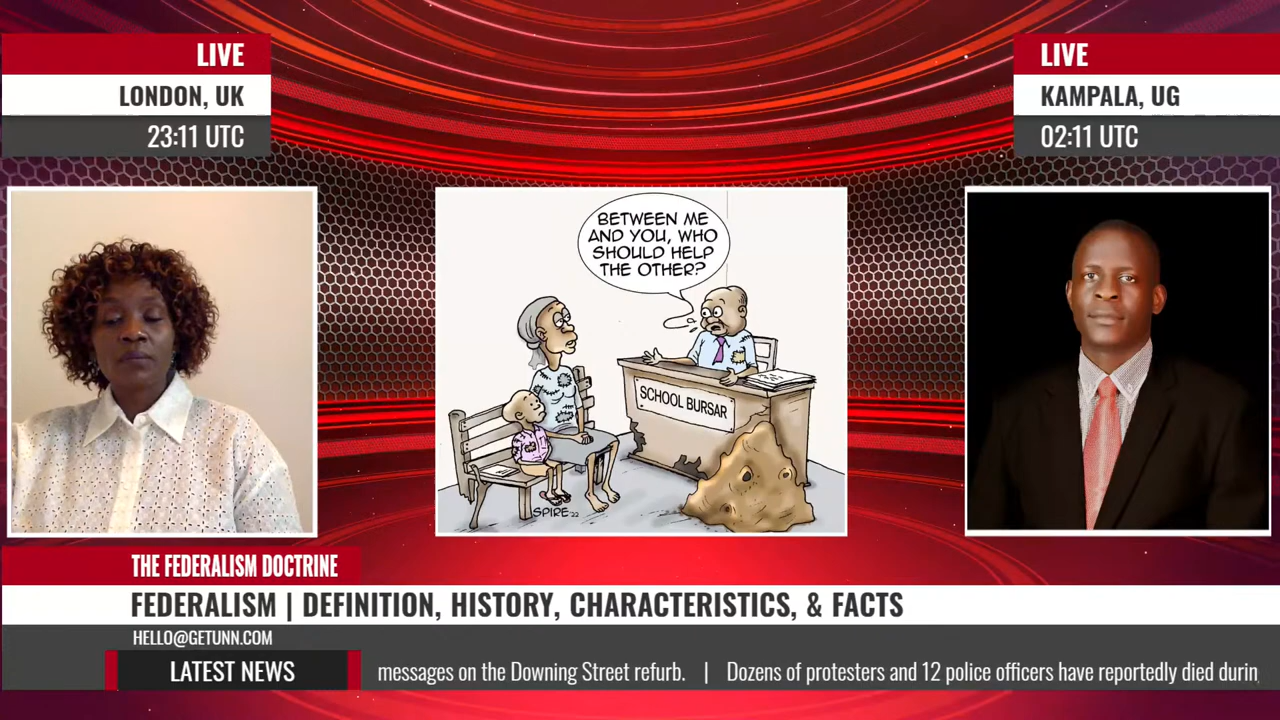 LIVE
LONDON, UK
23:11 UTC
LIVE
KAMPALA, UG
02:11 UTC
BETWEEN ME
AND YOU, WHO
SHOULD HELP
THE OTHER?
SCHOOL BURSAR
SPIRE 22
THE FEDERALISM DOCTRINE
FEDERALISM | DEFINITION, HISTORY, CHARACTERISTICS, & FACTS
HELLO@GETUNN.COM
LATEST NEWS
messages on the Downing Street refurb. | Dozens of protesters and 12 police officers have reportedly died durin